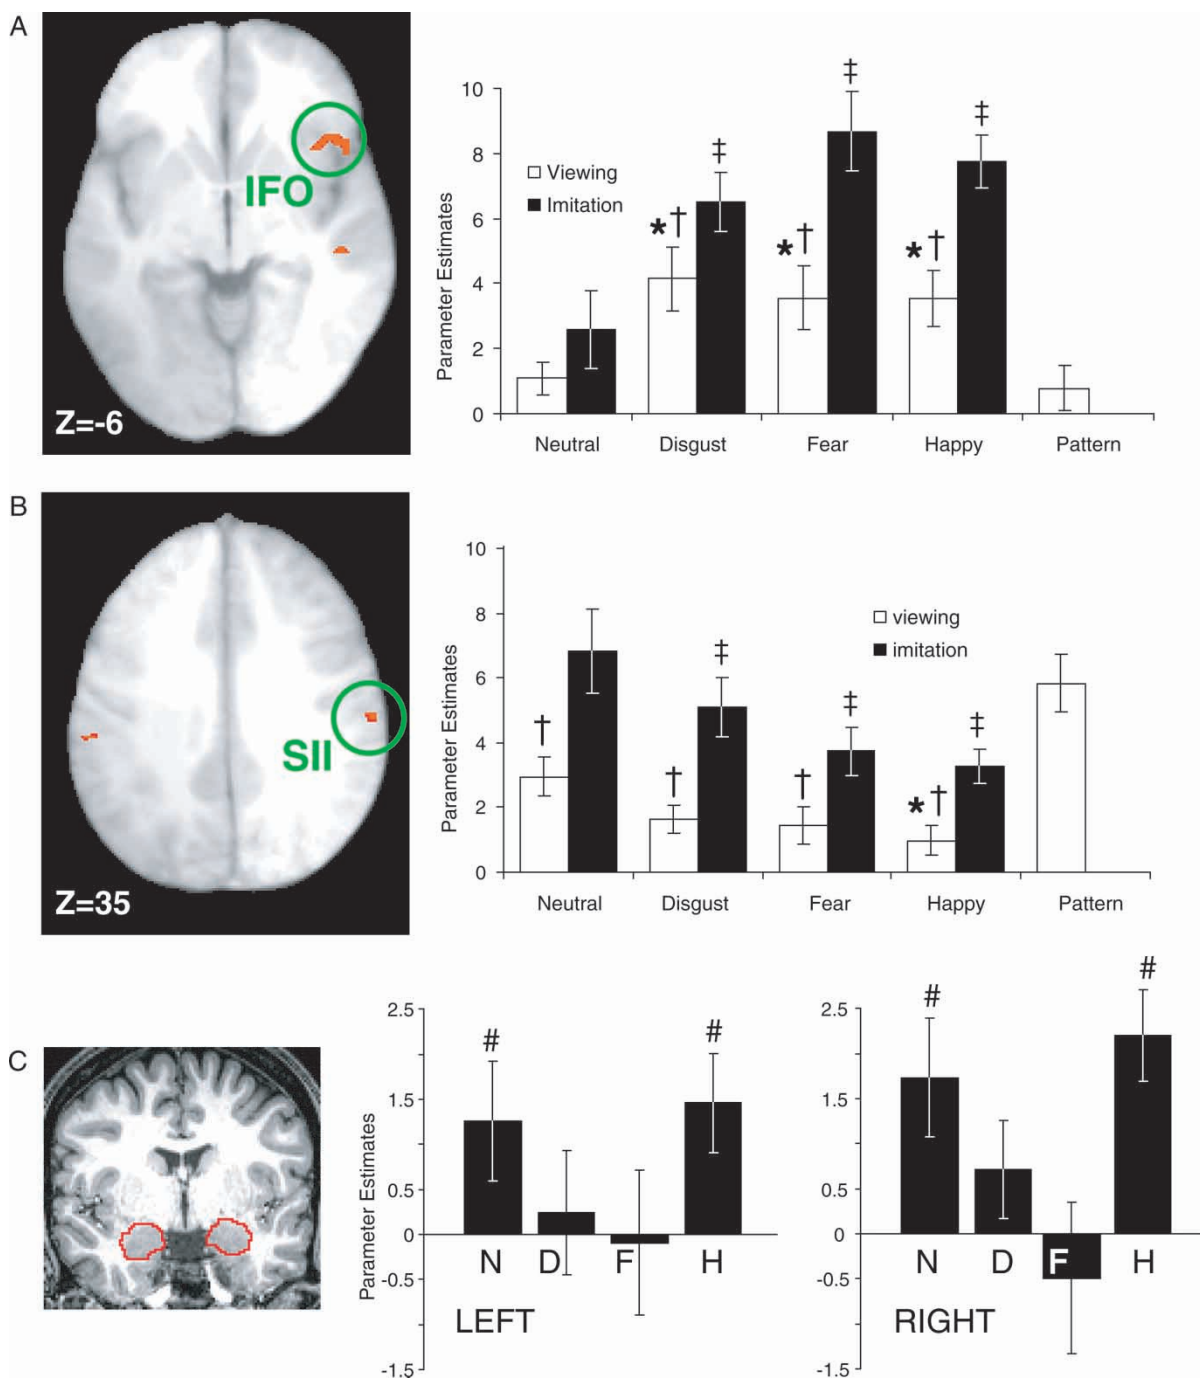 A
IFO
Z=-6
Parameter Estimates
10
8
6
4
2
0
Viewing
Imitation
‡
‡
‡
*†
*†
*†
Neutral Disgust Fear Happy Pattern
B
SII
Z=35
Parameter Estimates
10
8
6
4
2
0
viewing
imitation
†
†
‡
†
‡
*†
‡
Neutral Disgust Fear Happy Pattern
C
Parameter Estimates
2.5
1.5
0.5
0
-0.5
-1.5
# #
N D F H
LEFT
2.5
1.5
0.5
0
-0.5
-1.5
# #
N D F H
RIGHT